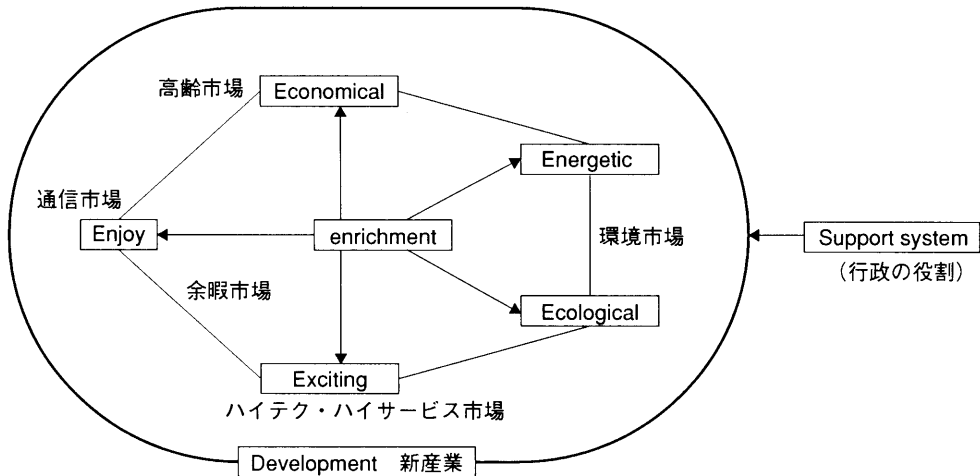 高齢市場
Economical
Energetic
通信市場
Enjoy
enrichment
環境市場
Support system
(行政の役割)
余暇市場
Ecological
Exciting
ハイテク・ハイサービス市場
Development 新産業